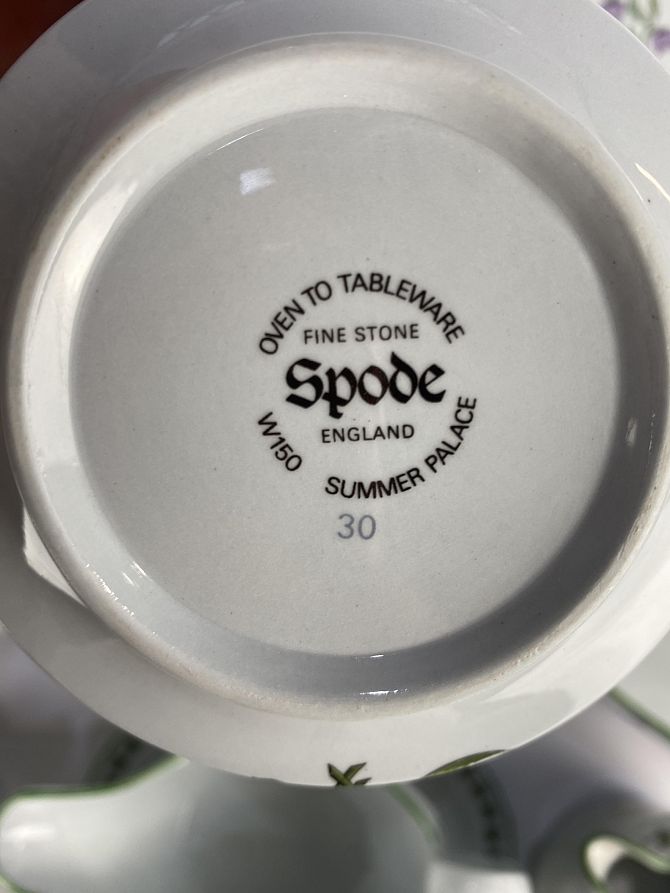 OVEN TO TABLEWARE
FINE STONE
Spode
ENGLAND
W150 SUMMER PALACE
30